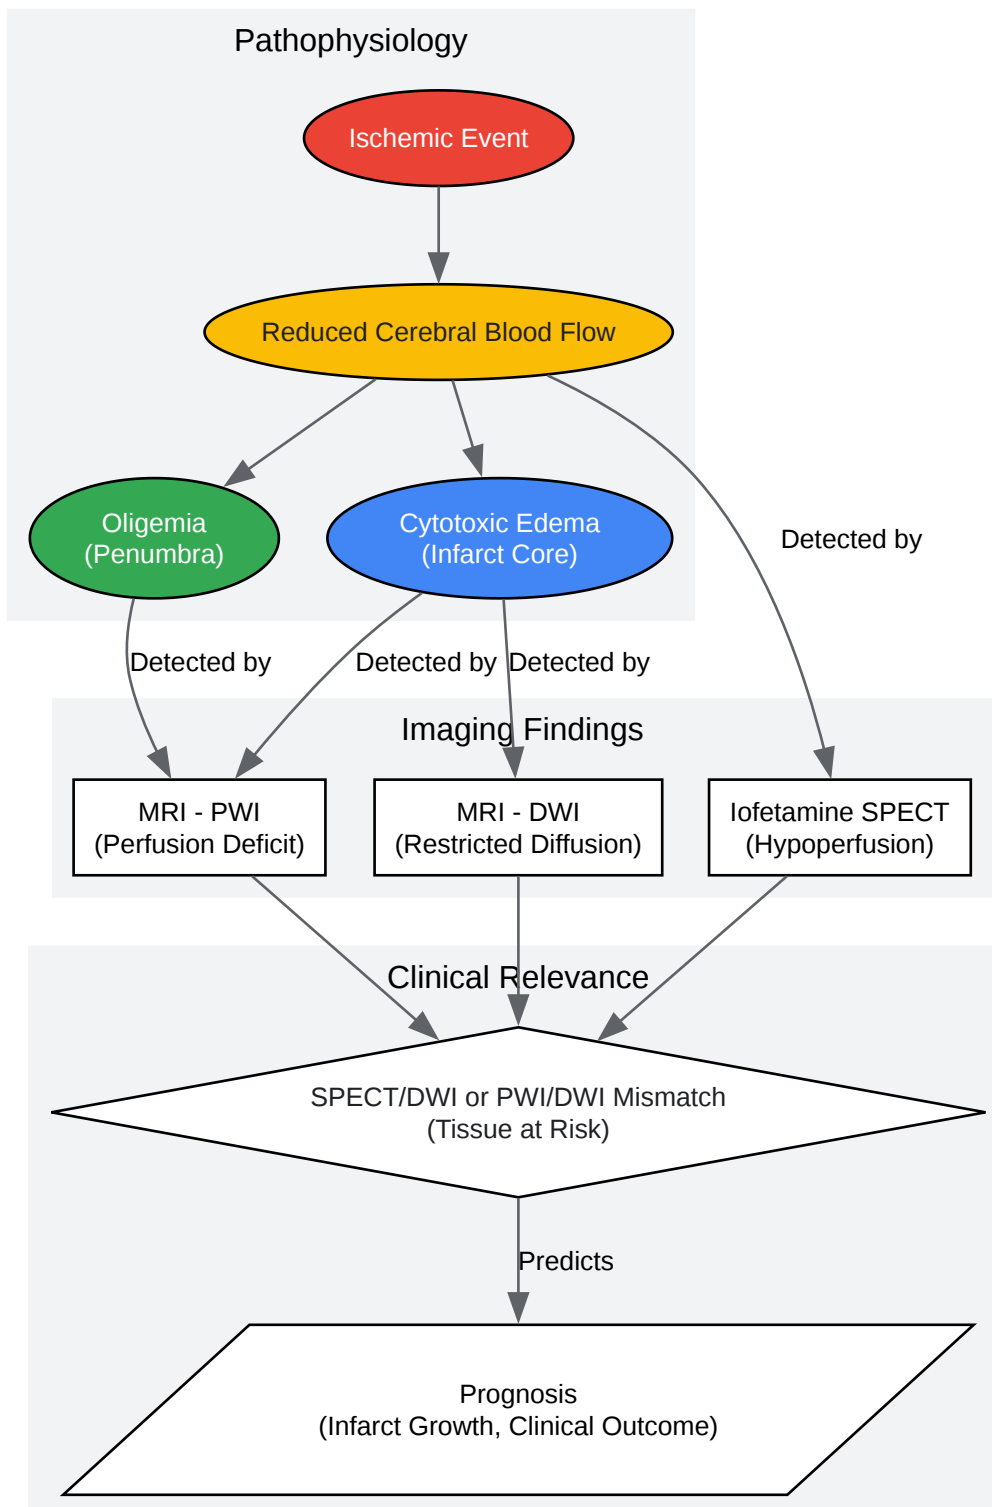 Pathophysiology
Ischemic Event
Reduced Cerebral Blood Flow
Oligemia
(Penumbra)
Cytotoxic Edema
(Infarct Core)
Detected by
Detected by
Detected by
Detected by
Imaging Findings
MRI - PWI
(Perfusion Deficit)
MRI - DWI
(Restricted Diffusion)
Iofetamine SPECT
(Hypoperfusion)
Clinical Relevance
SPECT/DWI or PWI/DWI Mismatch
(Tissue at Risk)
Predicts
Prognosis
(Infarct Growth, Clinical Outcome)